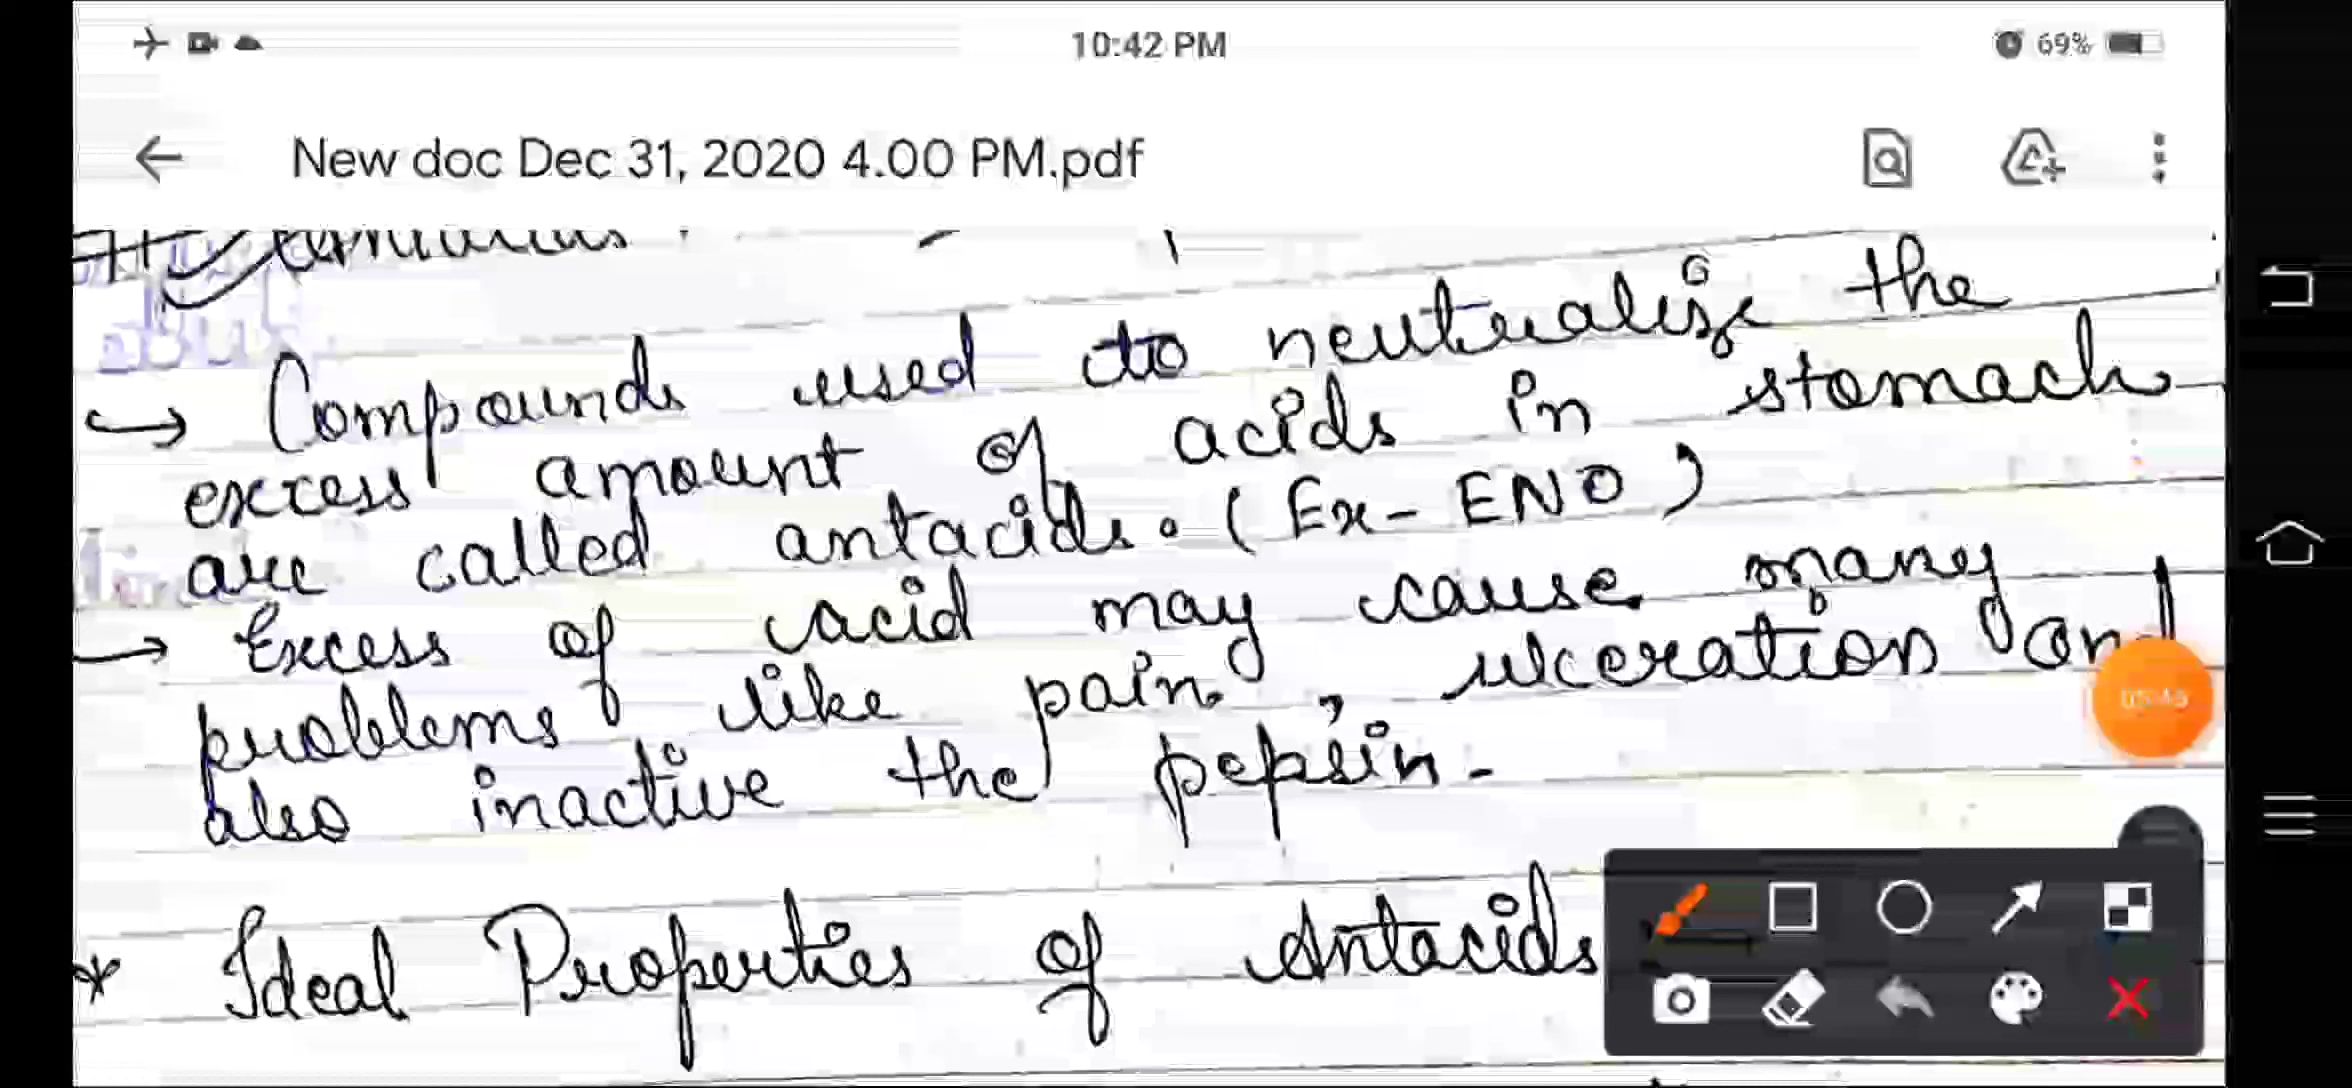 10:42 PM
69%
New doc Dec 31, 2020 4.00 PM.pdf
→ Compounds used to neutralize the
excess amount of acids in stomach
are called antacids. (Ex- ENO)
→ Excess of acid may cause many
problems like pain, ulceration and
also inactive the pepsin.
* Ideal Properties of Antacids